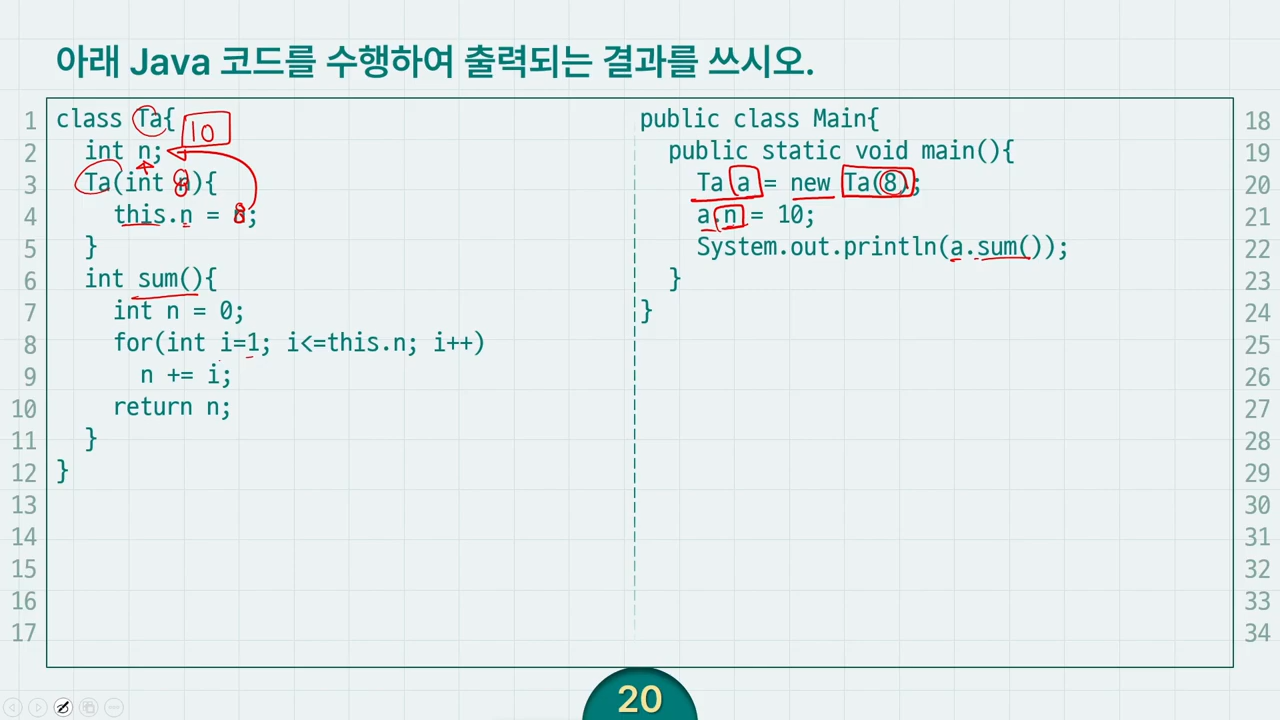 아래 Java 코드를 수행하여 출력되는 결과를 쓰시오.
1 class Ta{
10
2 int n;
3 Ta(int n){
8
4 this.n = n;
8
5 }
6 int sum(){
7 int n = 0;
8 for(int i=1; i<=this.n; i++)
9 n += i;
10 return n;
11 }
12 }
13
14
15
16
17
public class Main{ 18
public static void main(){ 19
Ta a = new Ta(8); 20
a.n = 10; 21
System.out.println(a.sum()); 22
} 23
} 24
25
26
27
28
29
30
31
32
33
34
20